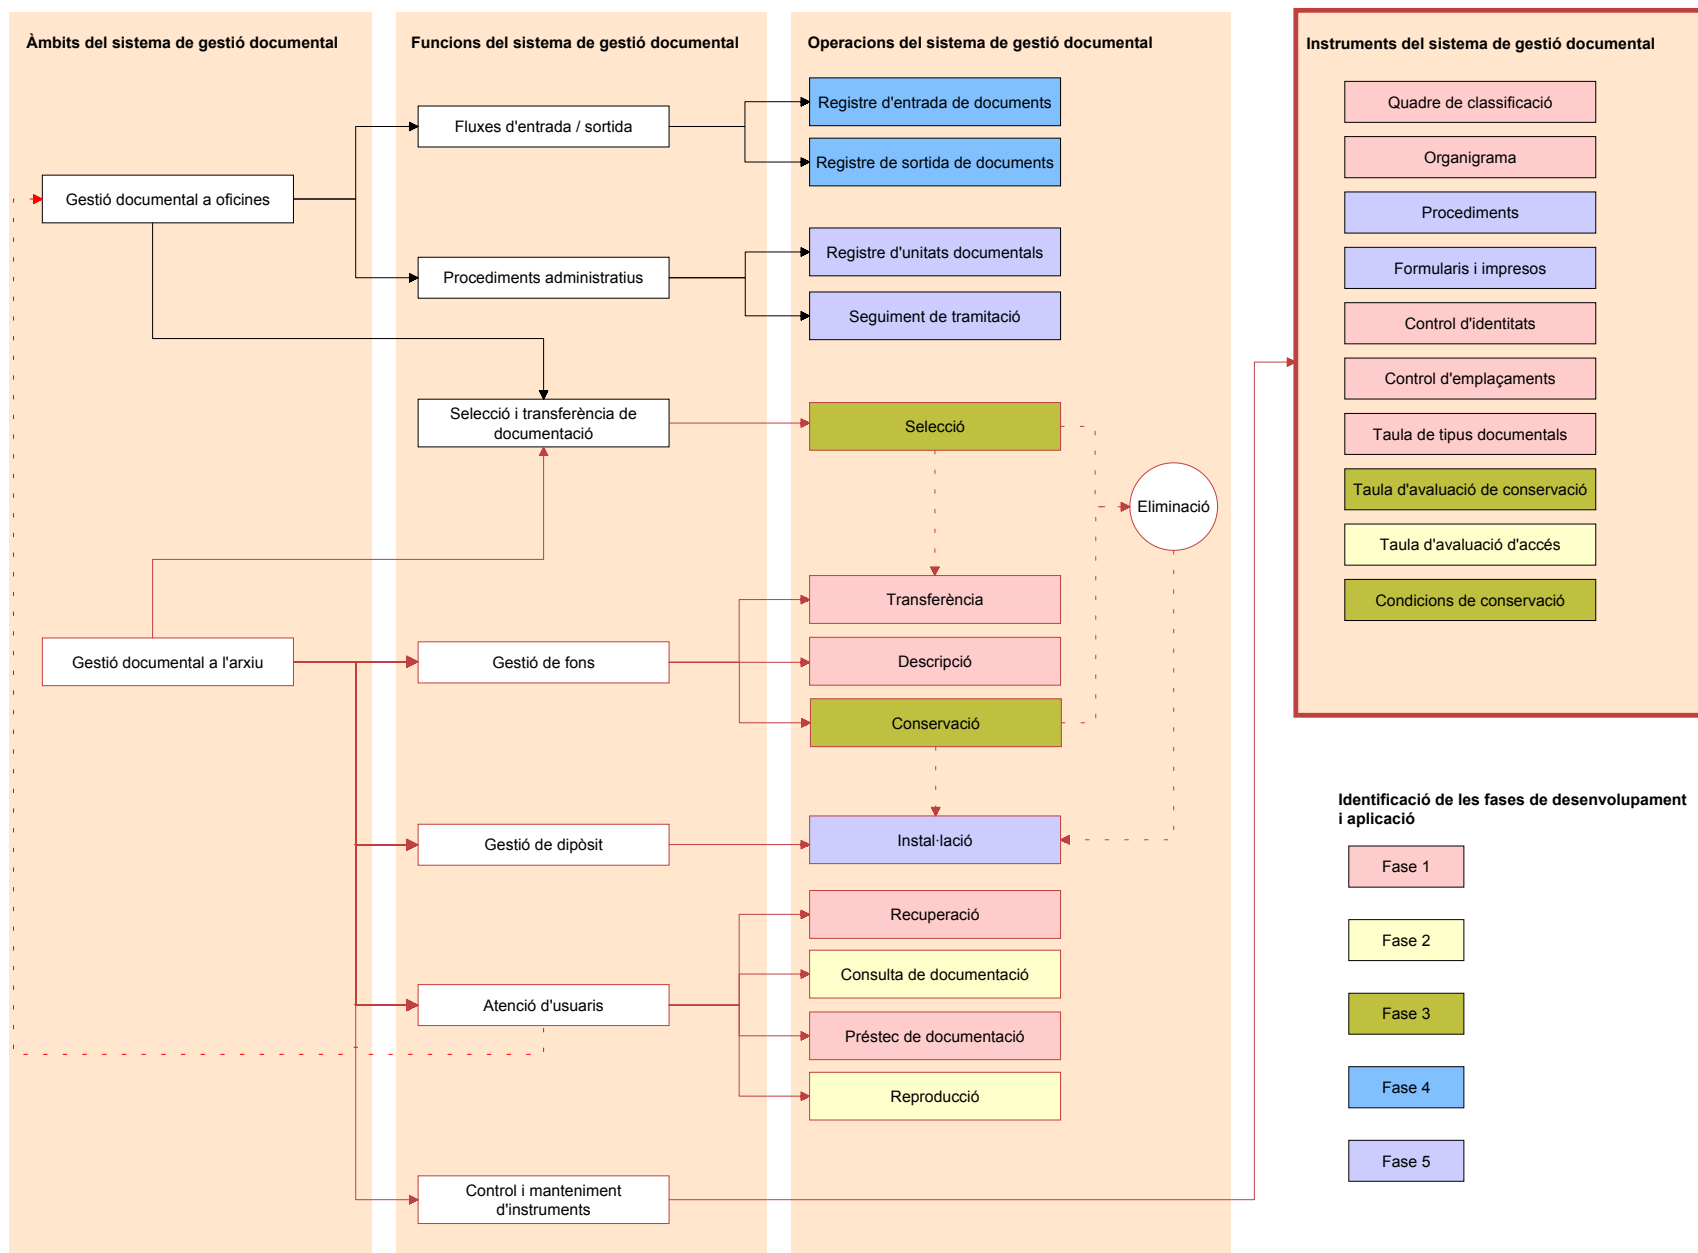 Àmbits del sistema de gestió documental
Gestió documental a oficines
Gestió documental a l'arxiu
Funcions del sistema de gestió documental
Fluxes d'entrada / sortida
Procediments administratius
Selecció i transferència de
documentació
Gestió de fons
Gestió de dipòsit
Atenció d'usuaris
Control i manteniment
d'instruments
Operacions del sistema de gestió documental
Registre d'entrada de documents
Registre de sortida de documents
Registre d'unitats documentals
Seguiment de tramitació
Selecció
Eliminació
Transferència
Descripció
Conservació
Instal·lació
Recuperació
Consulta de documentació
Préstec de documentació
Reproducció
Instruments del sistema de gestió documental
Quadre de classificació
Organigrama
Procediments
Formularis i impresos
Control d'identitats
Control d'emplaçaments
Taula de tipus documentals
Taula d'avaluació de conservació
Taula d'avaluació d'accés
Condicions de conservació
Identificació de les fases de desenvolupament
i aplicació
Fase 1
Fase 2
Fase 3
Fase 4
Fase 5